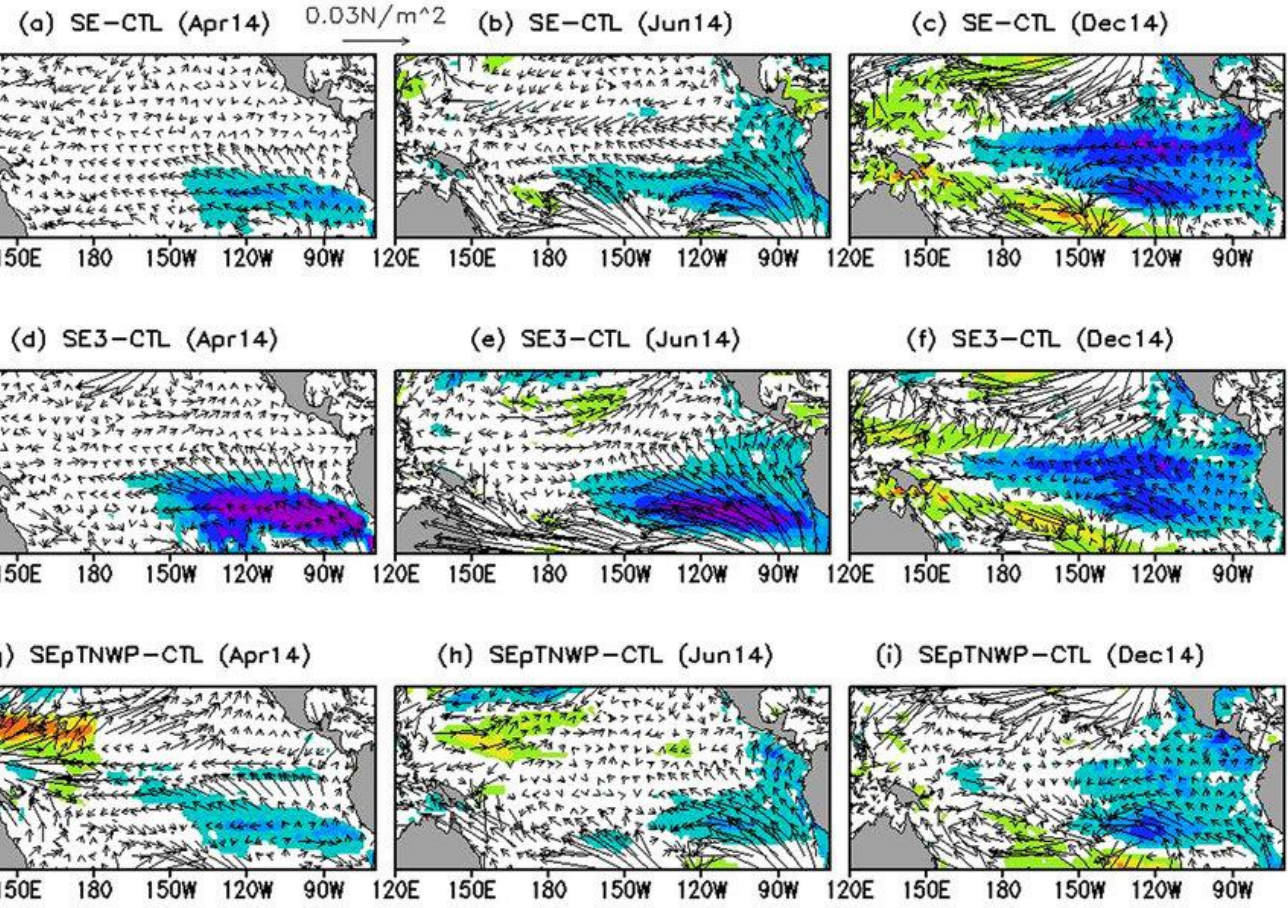 0.03N/m^2
(a) SE-CTL (Apr14) (b) SE-CTL (Jun14) (c) SE-CTL (Dec14)
150E 180 150W 120W 90W 120E 150E 180 150W 120W 90W 120E 150E 180 150W 120W 90W
(d) SE3-CTL (Apr14) (e) SE3-CTL (Jun14) (f) SE3-CTL (Dec14)
150E 180 150W 120W 90W 120E 150E 180 150W 120W 90W 120E 150E 180 150W 120W 90W
) SEpTNWP-CTL (Apr14) (h) SEpTNWP-CTL (Jun14) (i) SEpTNWP-CTL (Dec14)
150E 180 150W 120W 90W 120E 150E 180 150W 120W 90W 120E 150E 180 150W 120W 90W